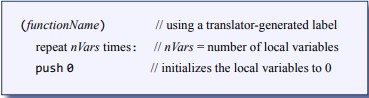 (functionName) // using a translator-generated label
repeat nVars times: // nVars = number of local variables
push 0 // initializes the local variables to 0